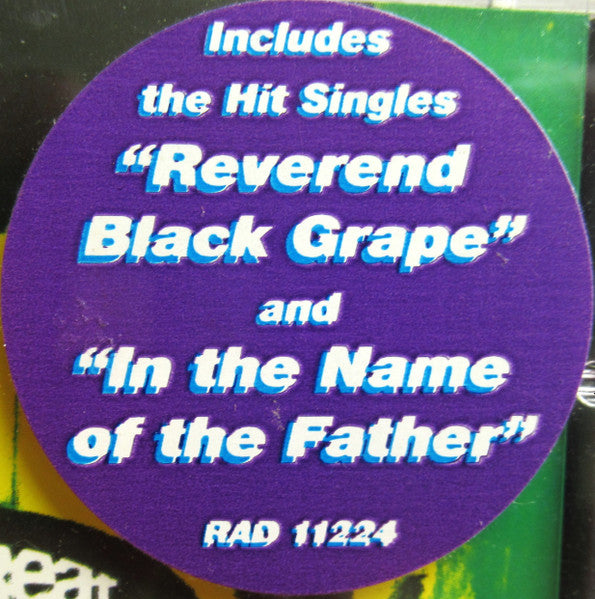 Includes
the Hit Singles
“Reverend
Black Grape”
and
“In the Name
of the Father”
RAD 11224